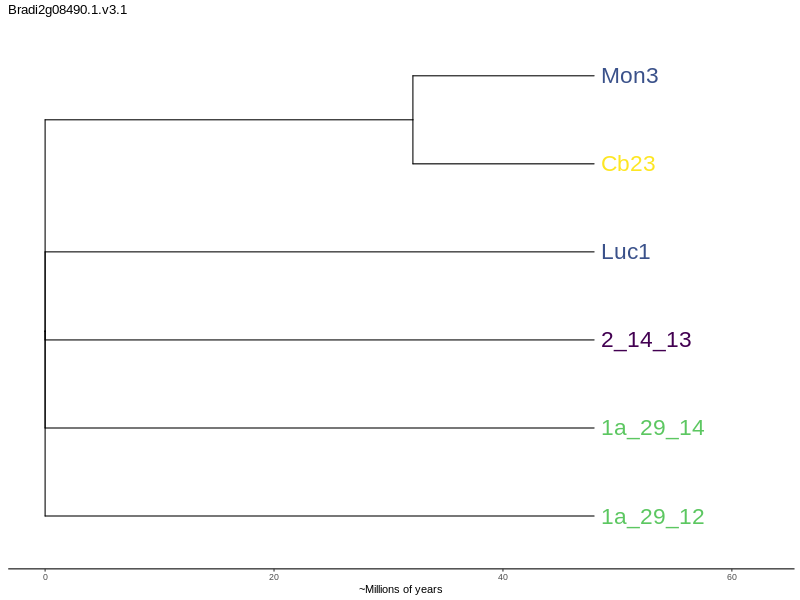 Bradi2g08490.1.v3.1
Mon3
Cb23
Luc1
2_14_13
1a_29_14
1a_29_12
0 20 40 60
~Millions of years